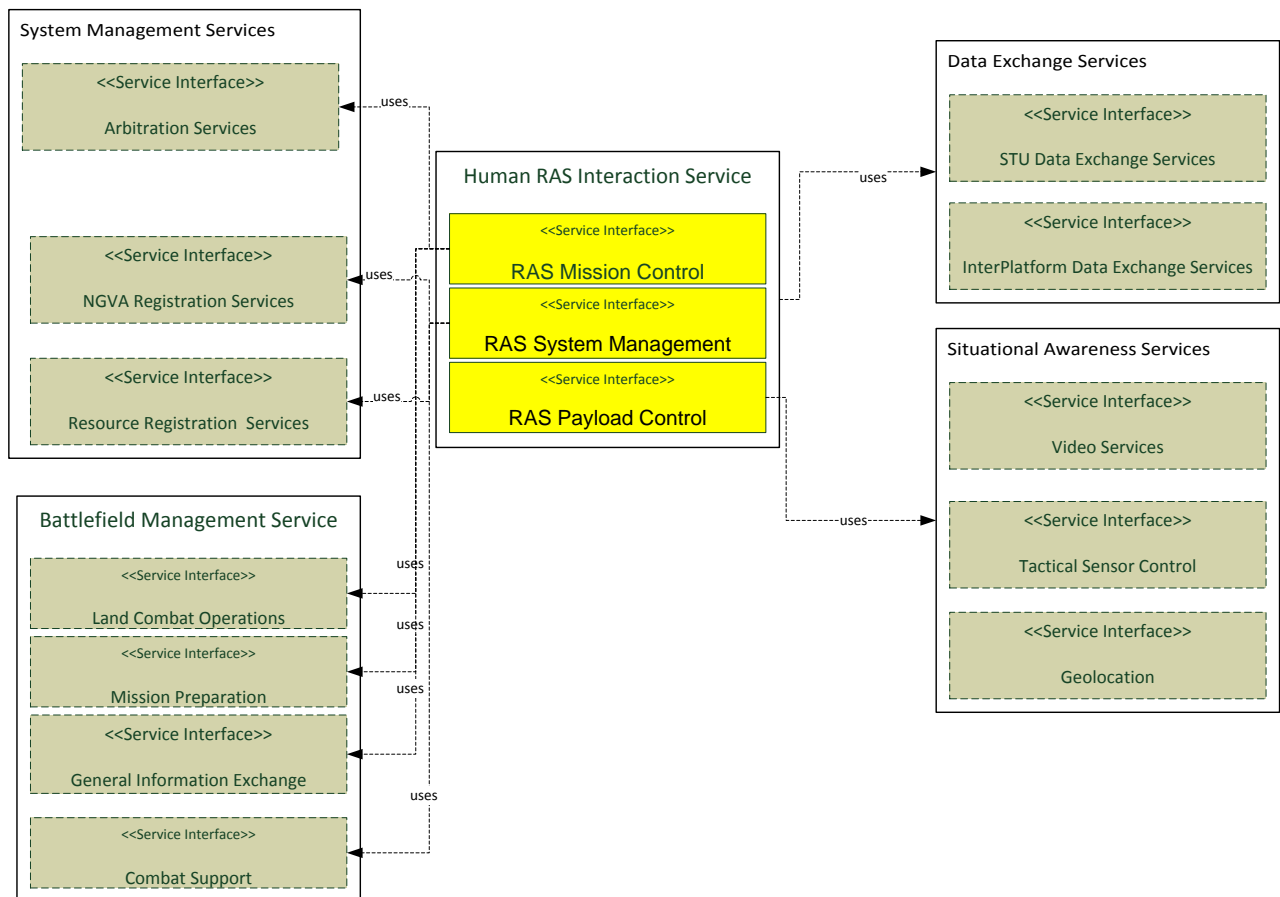 System Management Services
<<Service Interface>>
Arbitration Services
<<Service Interface>>
NGVA Registration Services
<<Service Interface>>
Resource Registration  Services
uses
uses
uses
Human RAS Interaction Service
<<Service Interface>>
RAS Mission Control
<<Service Interface>>
RAS System Management
<<Service Interface>>
RAS Payload Control
uses
uses
Data Exchange Services
<<Service Interface>>
STU Data Exchange Services
<<Service Interface>>
InterPlatform Data Exchange Services
Situational Awareness Services
<<Service Interface>>
Video Services
<<Service Interface>>
Tactical Sensor Control
<<Service Interface>>
Geolocation
Battlefield Management Service
<<Service Interface>>
Land Combat Operations
<<Service Interface>>
Mission Preparation
<<Service Interface>>
General Information Exchange
<<Service Interface>>
Combat Support
uses
uses
uses
uses